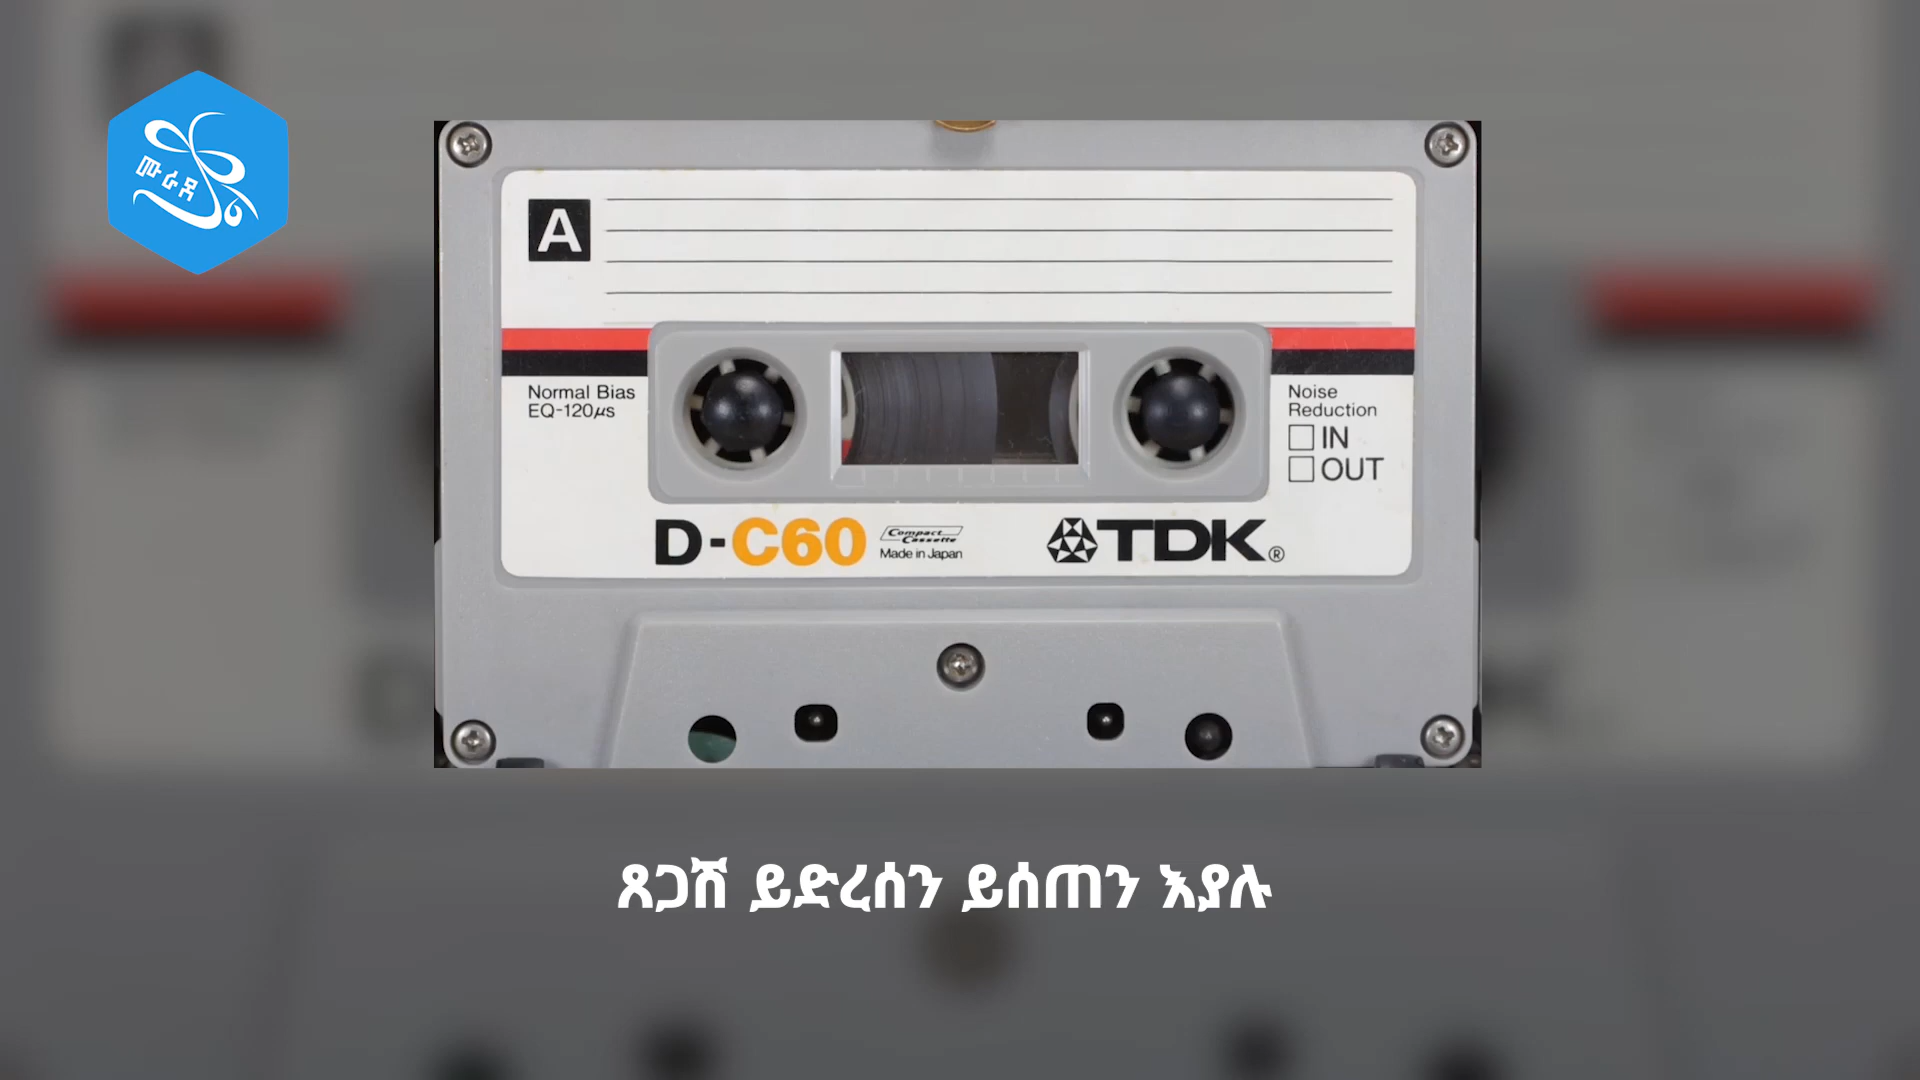 ሙራዳ
A
Normal Bias
EQ-120µs
Noise
Reduction
IN
OUT
D-C60
Compact
Cassette
Made in Japan
TDK®
ጸጋሽ ይድረሰን ይሰጠን እያሉ